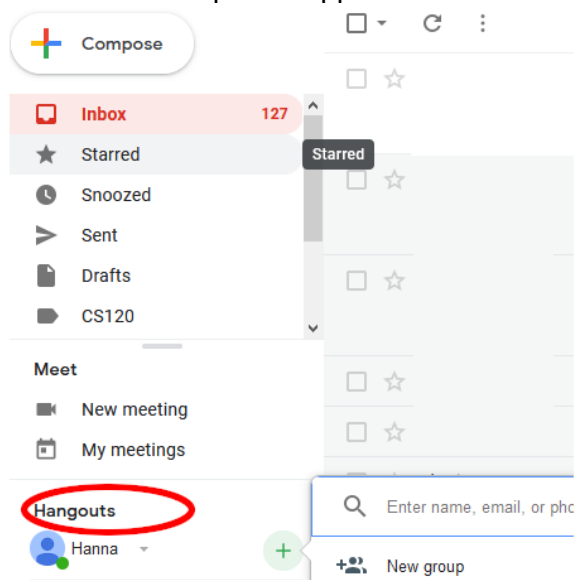 Compose
Inbox 127
Starred
Starred
Snoozed
Sent
Drafts
CS120
Meet
New meeting
My meetings
Hangouts
Enter name, email, or pho
Hanna
New group